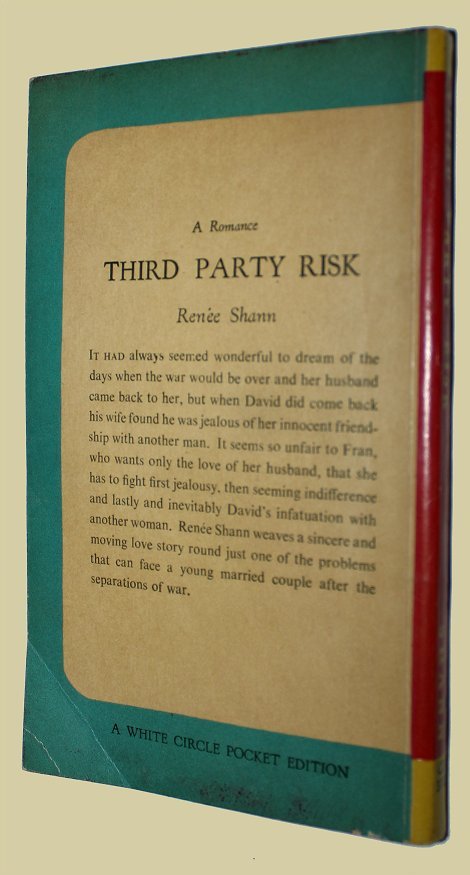 A Romance
THIRD PARTY RISK
Renée Shann
IT HAD always seemed wonderful to dream of the
days when the war would be over and her husband
came back to her, but when David did come back
his wife found he was jealous of her innocent friend-
ship with another man. It seems so unfair to Fran,
who wants only the love of her husband, that she
has to fight first jealousy, then seeming indifference
and lastly and inevitably David's infatuation with
another woman. Renée Shann weaves a sincere and
moving love story round just one of the problems
that can face a young married couple after the
separations of war.
A WHITE CIRCLE POCKET EDITION